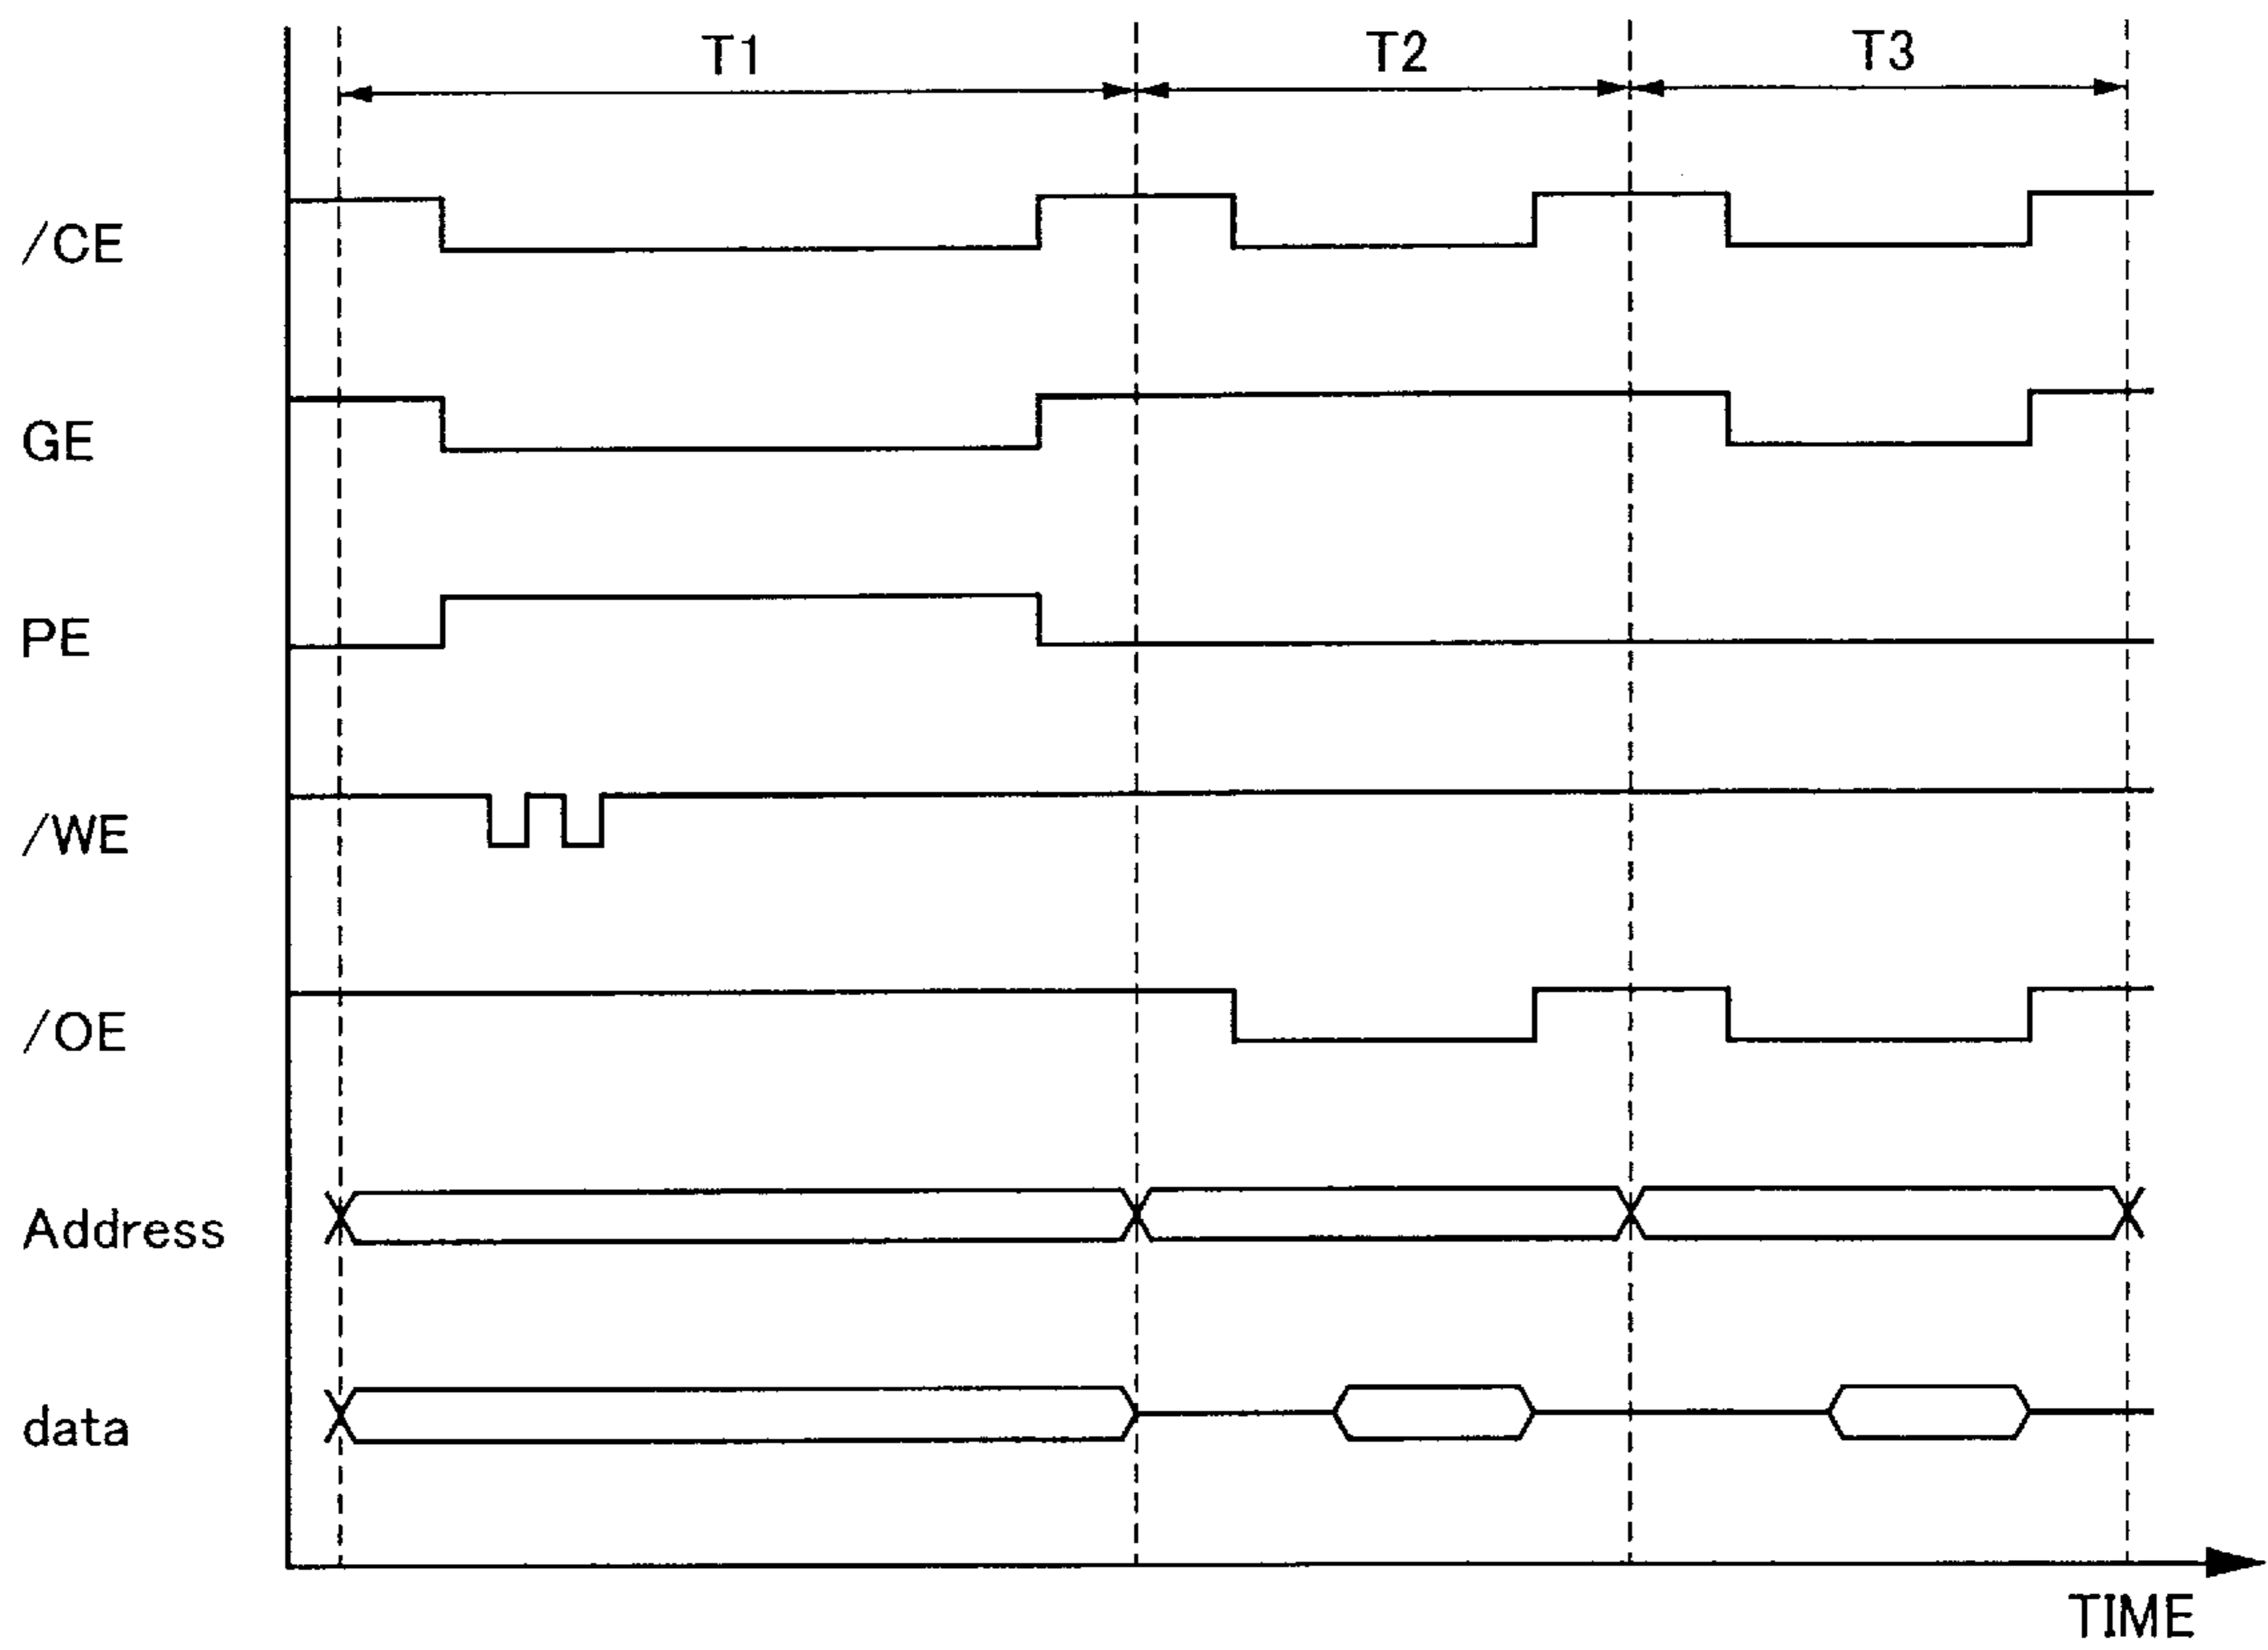 T1 T2 T3
/CE
GE
PE
/WE
/OE
Address
data
TIME